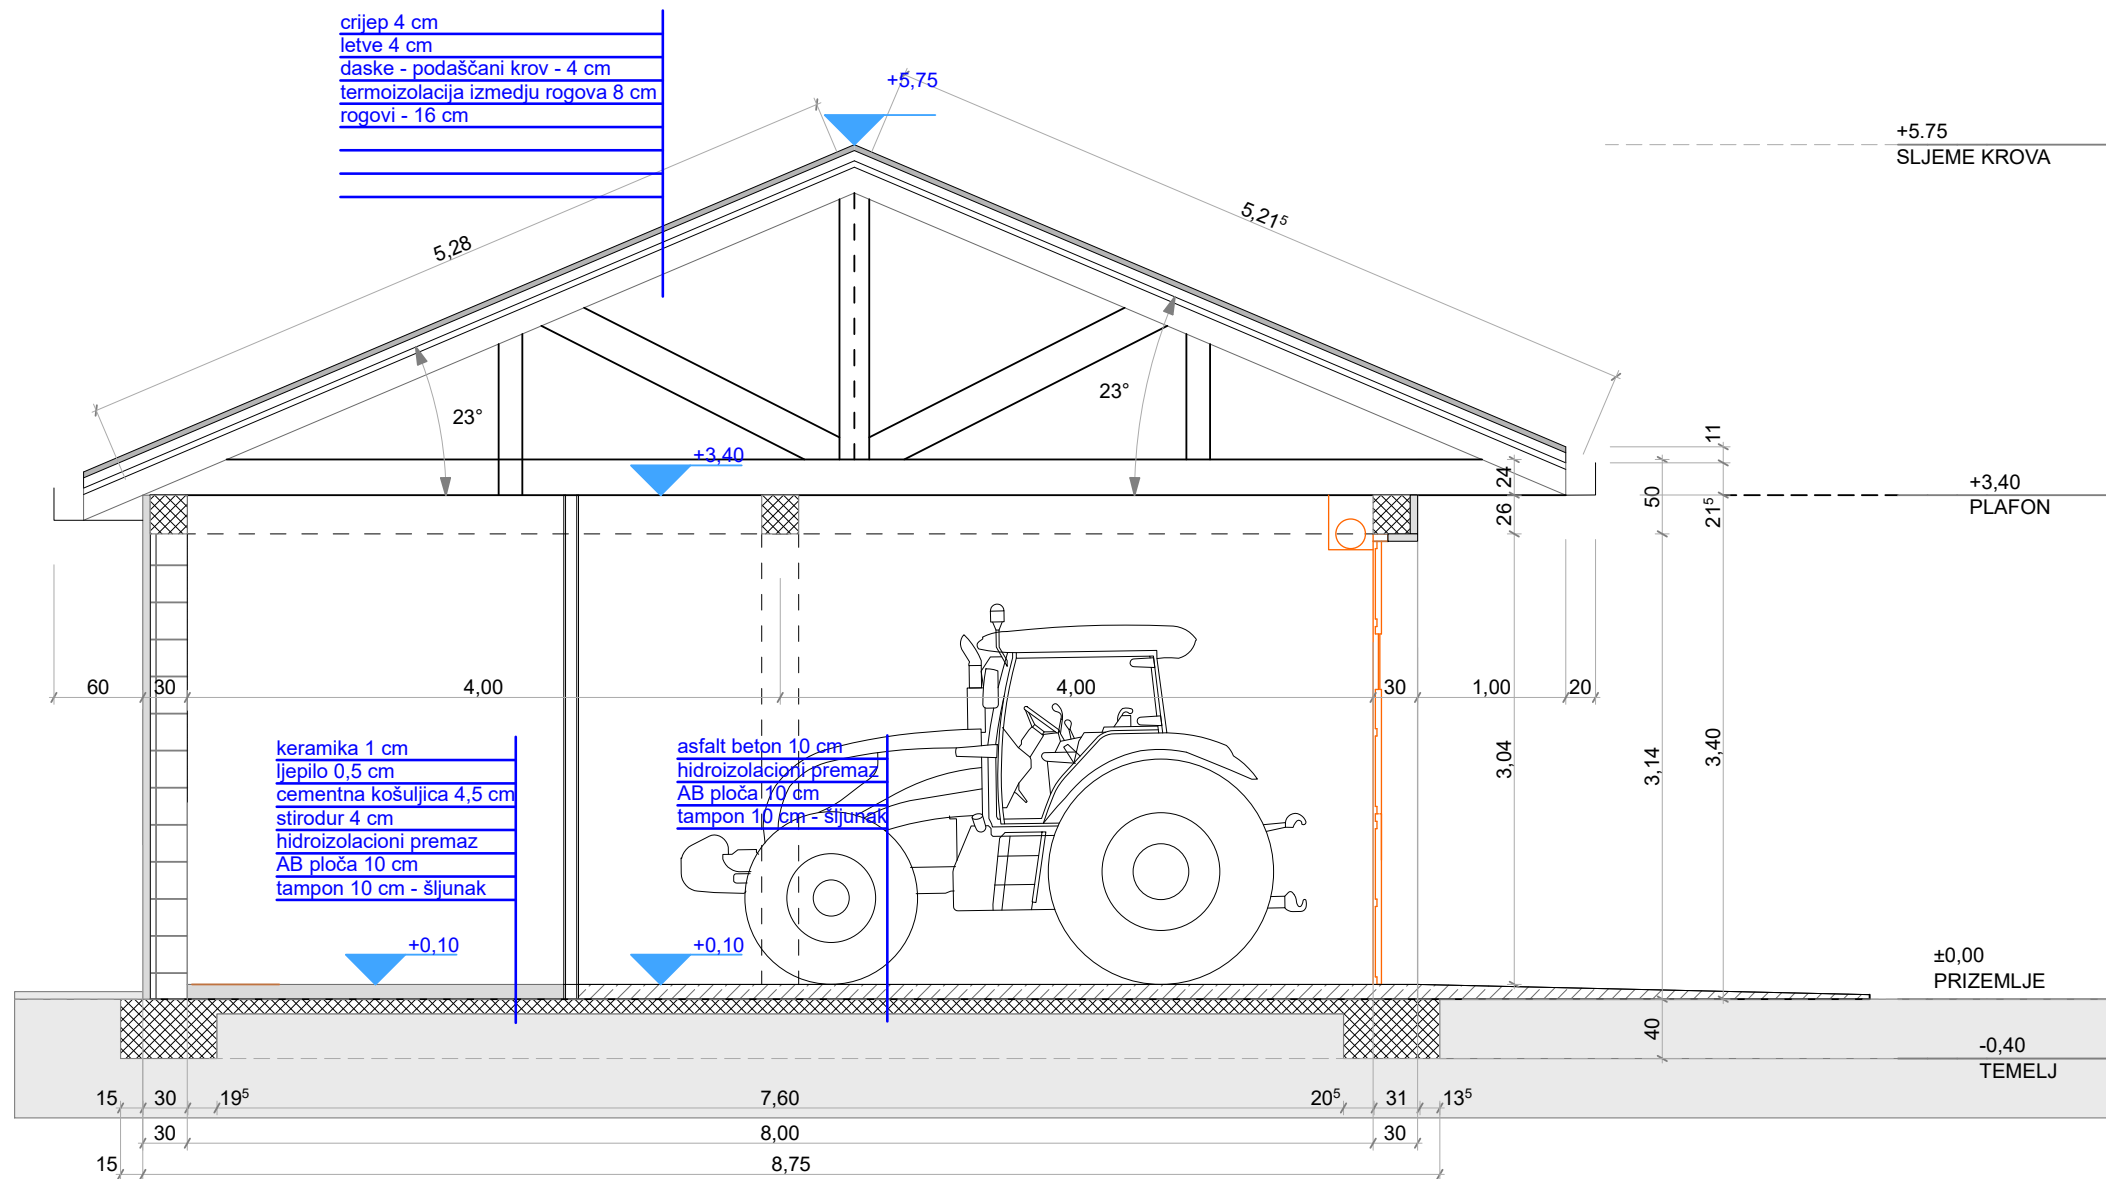 crijep 4 cm
letve 4 cm
daske - podaščani krov - 4 cm
termoizolacija izmedju rogova 8 cm
rogovi - 16 cm
+5,75
+5.75
SLJEME KROVA
5,28
5,21⁵
23°
23°
+3,40
11
24
50
26
21⁵
+3,40
PLAFON
60
30
4,00
4,00
30
1,00
20
3,04
3,14
3,40
keramika 1 cm
ljepilo 0,5 cm
cementna košuljica 4,5 cm
stirodur 4 cm
hidroizolacioni premaz
AB ploča 10 cm
tampon 10 cm - šljunak
asfalt beton 10 cm
hidroizolacioni premaz
AB ploča 10 cm
tampon 10 cm - šljunak
+0,10
+0,10
±0,00
PRIZEMLJE
40
-0,40
TEMELJ
15
30
19⁵
7,60
20⁵
31
13⁵
30
8,00
30
15
8,75